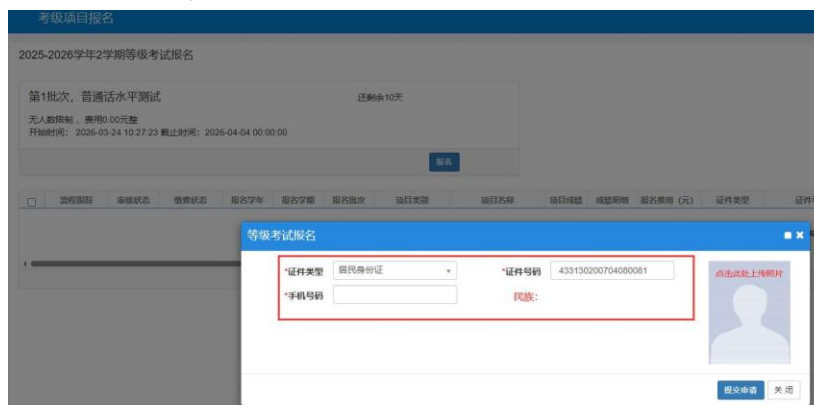 考级项目报名
2025-2026学年2学期等级考试报名
第1批次，普通话水平测试 还剩余10天
无人数限制，费用0.00元整
开始时间： 2026-03-24 10:27:23 截止时间：2026-04-04 00:00:00
报名
流程跟踪 审核状态 缴费状态 报名学年 报名学期 报名批次 项目类别 项目名称 项目成绩 成绩明细 报名费用（元） 证件类型 证件
等级考试报名
*证件类型 居民身份证 *证件号码 433130200704080081
*手机号码 民族：
点击此处上传照片
提交申请 关闭